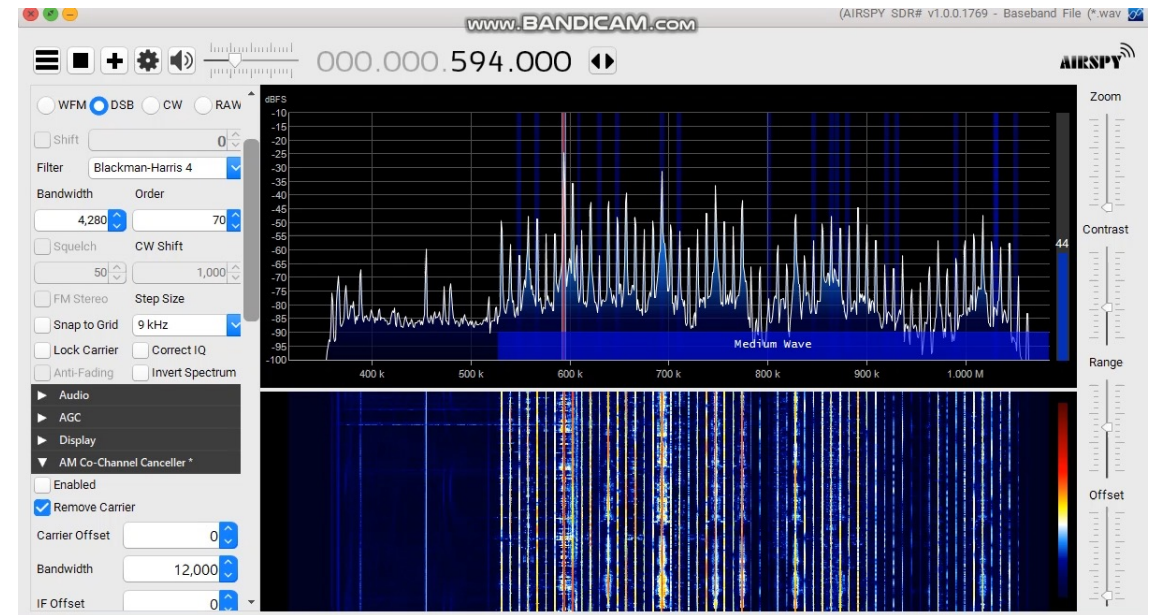 www.BANDICAM.com
(AIRSPY SDR# v1.0.0.1769 - Baseband File (*.wav
000.000.594.000
AIRSPY
WFM DSB CW RAW
Shift 0
Filter Blackman-Harris 4
Bandwidth Order
4,280 70
Squelch CW Shift
50 1,000
FM Stereo Step Size
Snap to Grid 9 kHz
Lock Carrier Correct IQ
Anti-Fading Invert Spectrum
Audio
AGC
Display
AM Co-Channel Canceller *
Enabled
Remove Carrier
Carrier Offset 0
Bandwidth 12,000
IF Offset 0
dBFS
-10
-15
-20
-25
-30
-35
-40
-45
-50
-55
-60
-65
-70
-75
-80
-85
-90
-95
-100
Medium Wave
400 k 500 k 600 k 700 k 800 k 900 k 1.000 M
44
Zoom
Contrast
Range
Offset